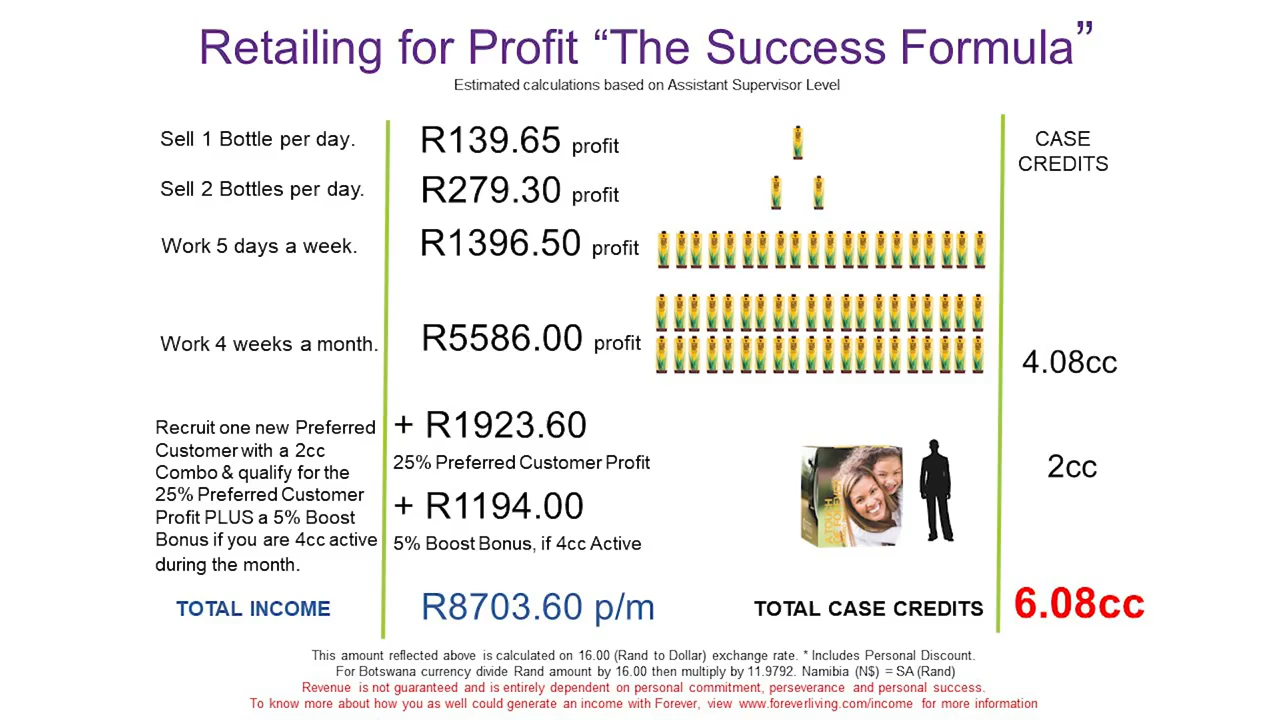 Retailing for Profit “The Success Formula”
Estimated calculations based on Assistant Supervisor Level
Sell 1 Bottle per day.
R139.65 profit
CASE
CREDITS
Sell 2 Bottles per day.
R279.30 profit
Work 5 days a week.
R1396.50 profit
Work 4 weeks a month.
R5586.00 profit
4.08cc
Recruit one new Preferred
Customer with a 2cc
Combo & qualify for the
25% Preferred Customer
Profit PLUS a 5% Boost
Bonus if you are 4cc active
during the month.
+ R1923.60
25% Preferred Customer Profit
+ R1194.00
5% Boost Bonus, if 4cc Active
A TOUCH
OF FOREVER
2cc
TOTAL INCOME
R8703.60 p/m
TOTAL CASE CREDITS
6.08cc
This amount reflected above is calculated on 16.00 (Rand to Dollar) exchange rate. * Includes Personal Discount.
For Botswana currency divide Rand amount by 16.00 then multiply by 11.9792. Namibia (N$) = SA (Rand)
Revenue is not guaranteed and is entirely dependent on personal commitment, perseverance and personal success.
To know more about how you as well could generate an income with Forever, view www.foreverliving.com/income for more information